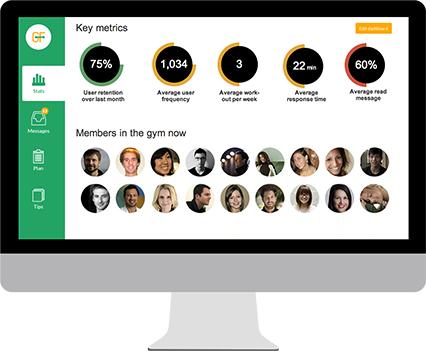 GF
Key metrics
Edit dashboard
75%
1,034
3
22 min
60%
User retention
over last month
Average user
frequency
Average work-
out per week
Average
response time
Average read
message
Stats
Messages
Plan
Tips
Members in the gym now